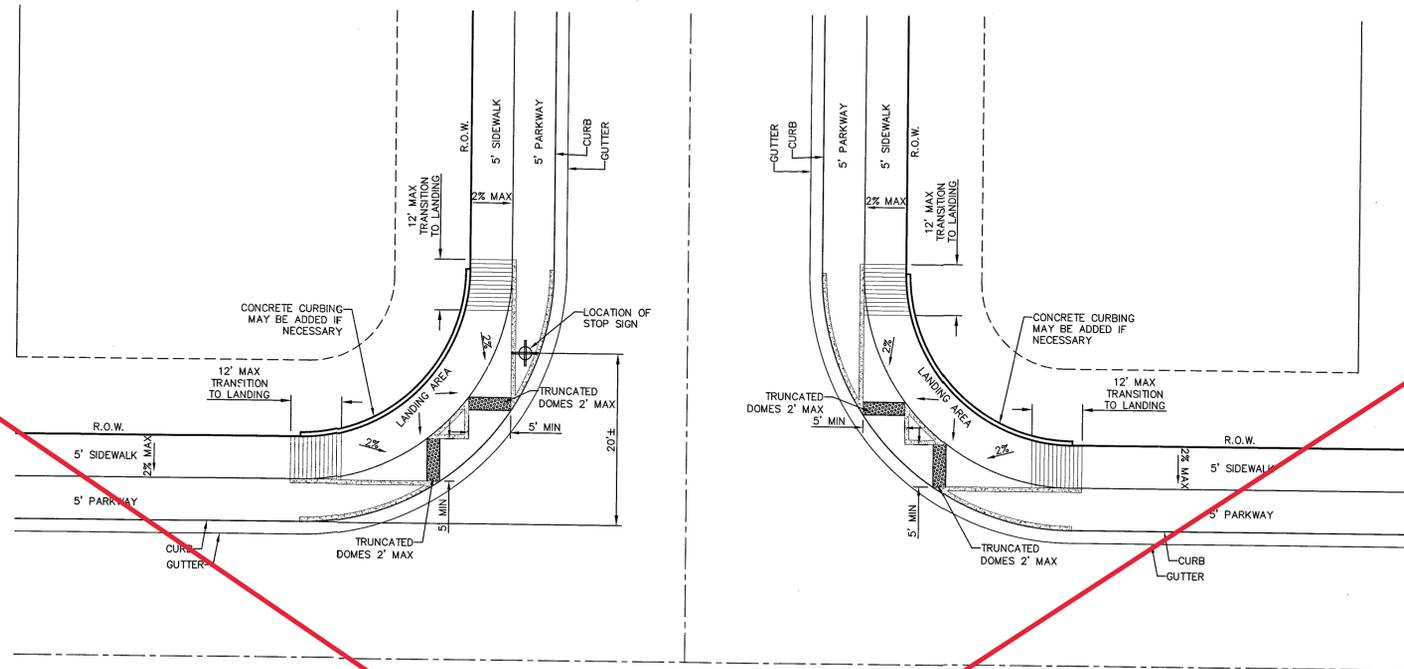 R.O.W.
5' SIDEWALK
5' PARKWAY
CURB
GUTTER
2% MAX
12' MAX
TRANSITION
TO LANDING
CONCRETE CURBING
MAY BE ADDED IF
NECESSARY
LOCATION OF
STOP SIGN
2%
LANDING AREA
12' MAX
TRANSITION
TO LANDING
TRUNCATED
DOMES 2' MAX
5' MIN
20'±
2%
R.O.W.
5' SIDEWALK
2% MAX
5' PARKWAY
5' MIN
CURB
GUTTER
TRUNCATED
DOMES 2' MAX
GUTTER
CURB
5' PARKWAY
5' SIDEWALK
R.O.W.
2% MAX
12' MAX
TRANSITION
TO LANDING
CONCRETE CURBING
MAY BE ADDED IF
NECESSARY
2%
LANDING AREA
12' MAX
TRANSITION
TO LANDING
TRUNCATED
DOMES 2' MAX
5' MIN
2%
R.O.W.
5' SIDEWALK
2% MAX
5' PARKWAY
5' MIN
TRUNCATED
DOMES 2' MAX
CURB
GUTTER